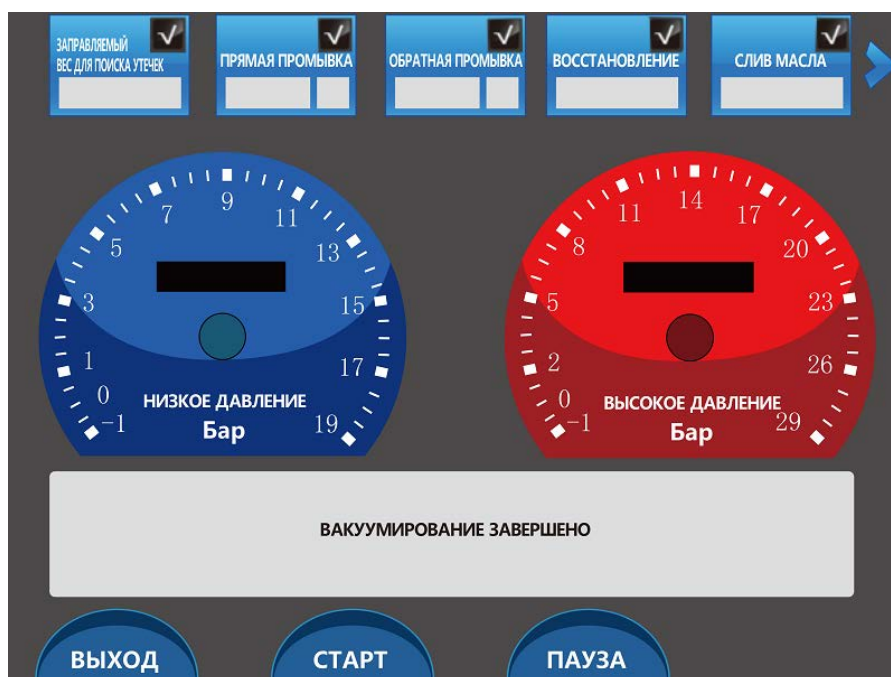 ЗАПРАВЛЯЕМЫЙ
ВЕС ДЛЯ ПОИСКА УТЕЧЕК
ПРЯМАЯ ПРОМЫВКА
ОБРАТНАЯ ПРОМЫВКА
ВОССТАНОВЛЕНИЕ
СЛИВ МАСЛА
-1
0
1
3
5
7
9
11
13
15
17
19
НИЗКОЕ ДАВЛЕНИЕ
Бар
-1
0
2
5
8
11
14
17
20
23
26
29
ВЫСОКОЕ ДАВЛЕНИЕ
Бар
ВАКУУМИРОВАНИЕ ЗАВЕРШЕНО
ВЫХОД
СТАРТ
ПАУЗА